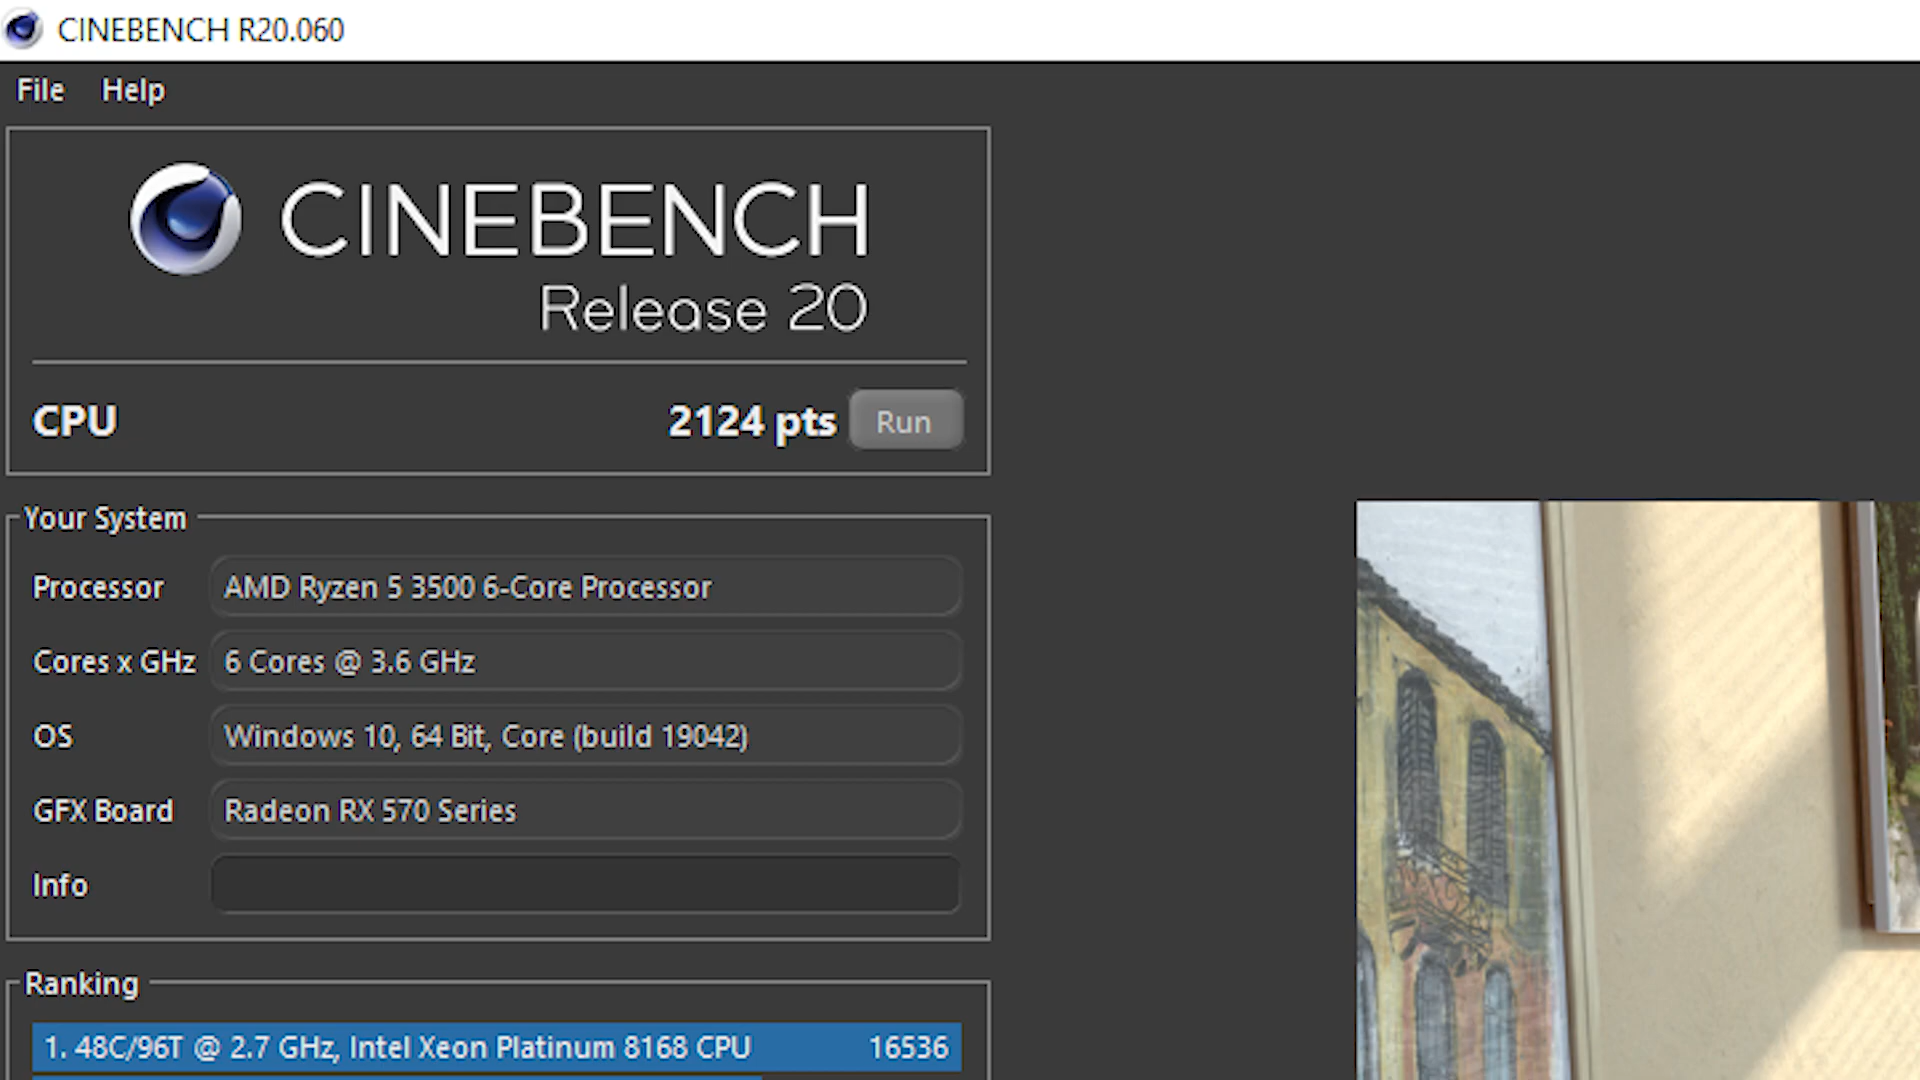 CINEBENCH R20.060
File Help
CINEBENCH
Release 20
CPU 2124 pts Run
Your System
Processor AMD Ryzen 5 3500 6-Core Processor
Cores x GHz 6 Cores @ 3.6 GHz
OS Windows 10, 64 Bit, Core (build 19042)
GFX Board Radeon RX 570 Series
Info
Ranking
1. 48C/96T @ 2.7 GHz, Intel Xeon Platinum 8168 CPU 16536